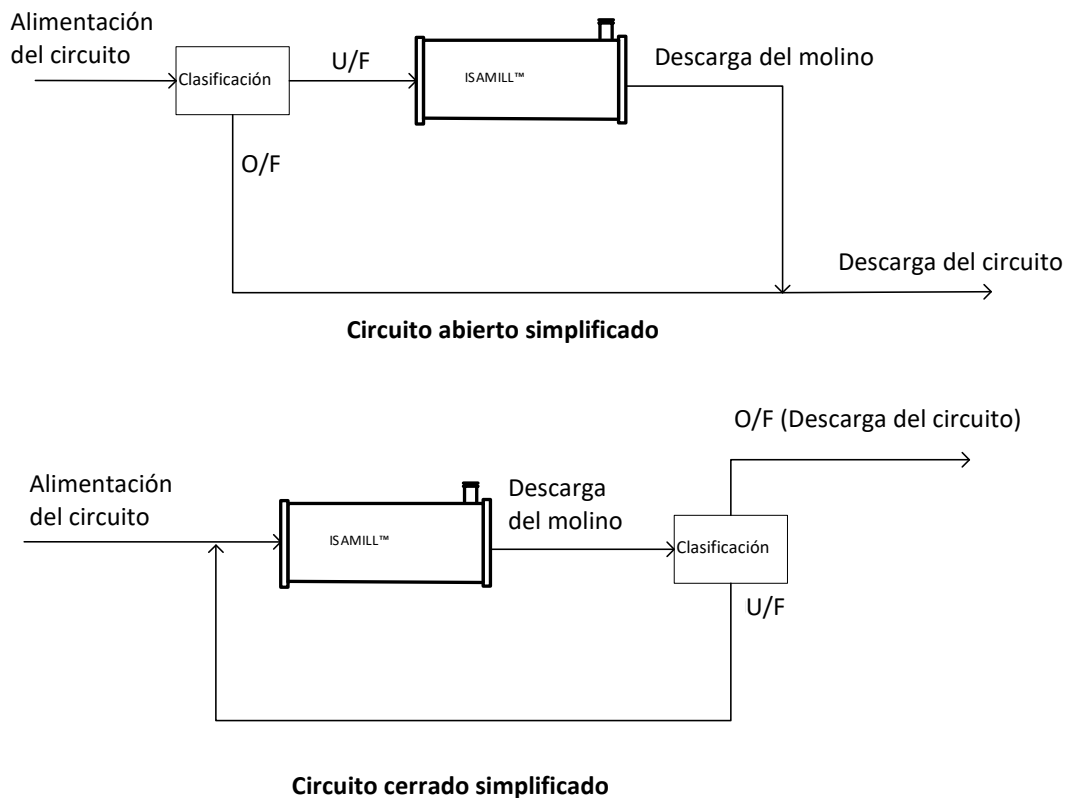 Alimentación
del circuito
Clasificación
U/F
ISAMILL™
Descarga del molino
O/F
Descarga del circuito
Circuito abierto simplificado
O/F (Descarga del circuito)
Alimentación
del circuito
ISAMILL™
Descarga
del molino
Clasificación
U/F
Circuito cerrado simplificado